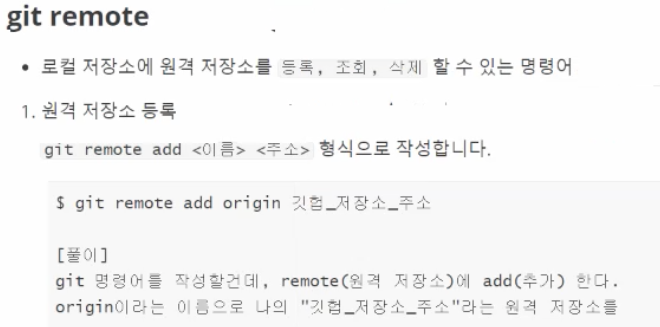 git remote
• 로컬 저장소에 원격 저장소를 등록, 조회, 삭제 할 수 있는 명령어
1. 원격 저장소 등록
git remote add <이름> <주소> 형식으로 작성합니다.
$ git remote add origin 깃헙_저장소_주소
[풀이]
git 명령어를 작성할건데, remote(원격 저장소)에 add(추가) 한다.
origin이라는 이름으로 나의 "깃헙_저장소_주소"라는 원격 저장소를